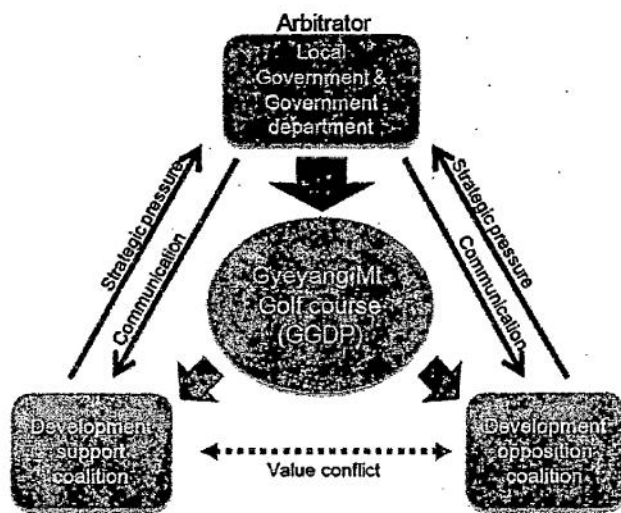 Arbitrator
Local
Government &
Government
department
Strategic pressure
Communication
Strategic pressure
Communication
Gyeyang Mt.
Golf course
(GGDP)
Development
support
coalition
Value conflict
Development
opposition
coalition